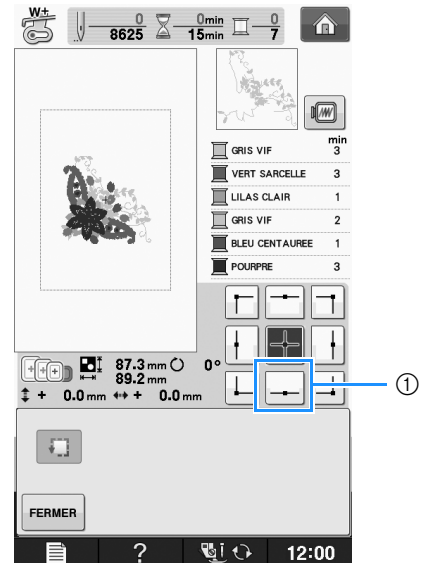 W+
0 0min 0
8625 15min 7
min
GRIS VIF 3
VERT SARCELLE 3
LILAS CLAIR 1
GRIS VIF 2
BLEU CENTAUREE 1
POURPRE 3
87.3 mm 0°
89.2 mm
+ 0.0 mm + 0.0 mm
①
FERMER
? 12:00